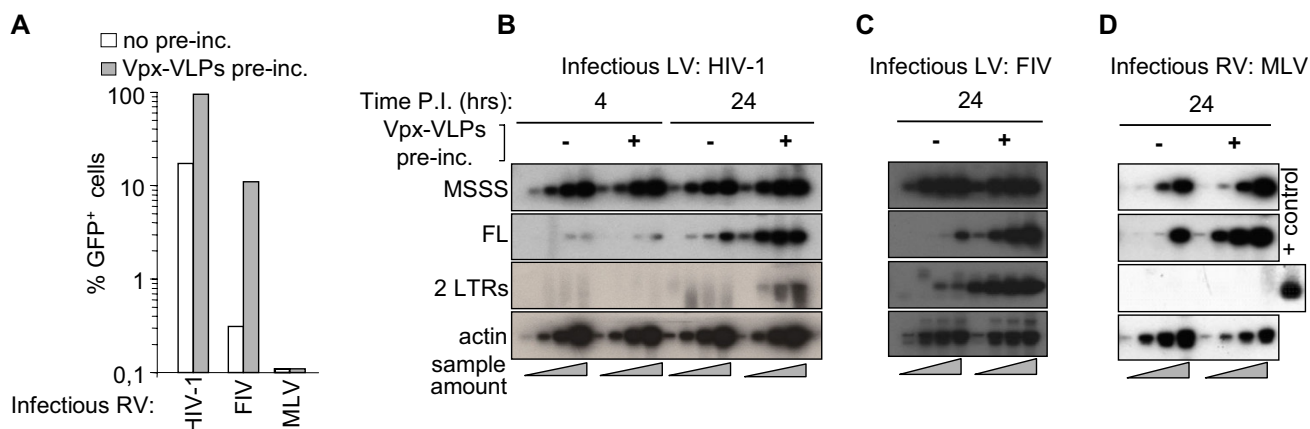 A
no pre-inc.
Vpx-VLPs pre-inc.
% GFP+ cells
100
10
1
0,1
Infectious RV:
HIV-1
FIV
MLV
B
Infectious LV: HIV-1
Time P.I. (hrs):
4
24
Vpx-VLPs
pre-inc.
- + - +
MSSS
FL
2 LTRs
actin
sample
amount
C
Infectious LV: FIV
24
- +
D
Infectious RV: MLV
24
- +
+ control